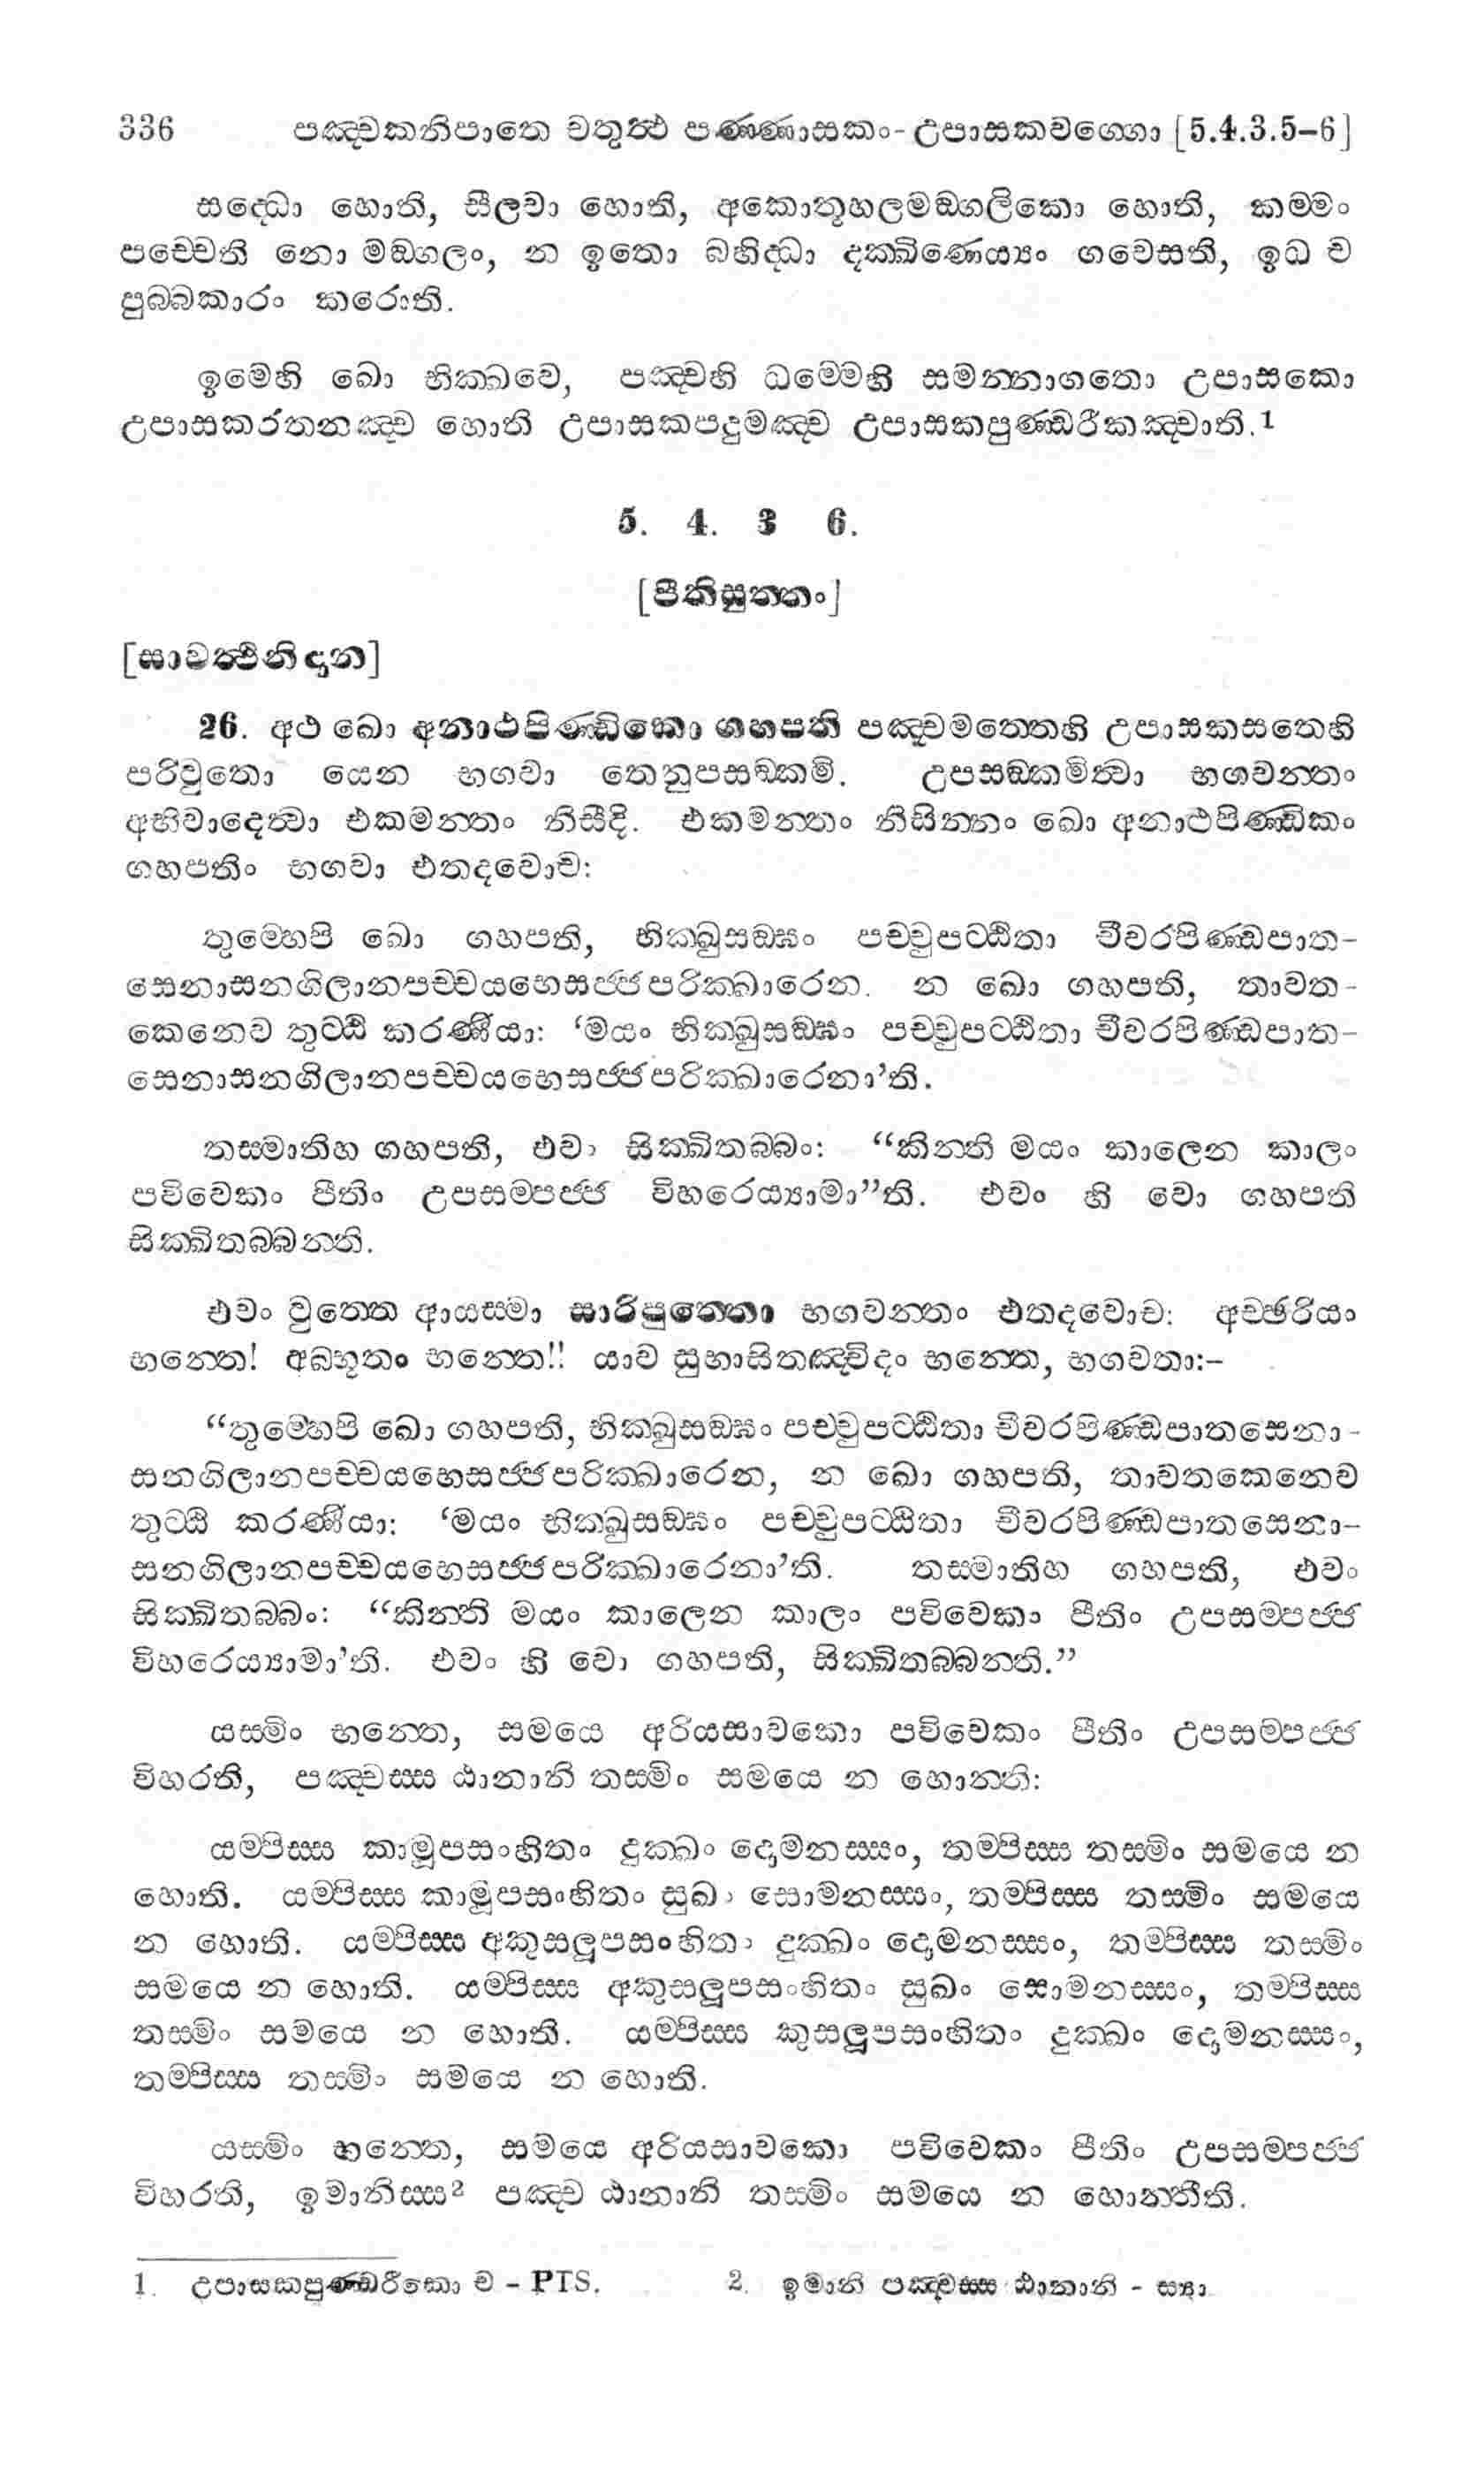 336 පඤ්චකනිපාතෙ චතුත්ථ පණ්ණාසකං- උපාසකවග්ගො [5.4.3.5–6]
සද්ධො හොති, සීලවා හොති, අකොතූහලමඞ්ගලිකො හොති, කම්මං
පච්චෙති නො මඞ්ගලං, න ඉතො බහිද්ධා දක්ඛිණෙය්‍යං ගවෙසති, ඉධ ච
පුබ්බකාරං කරොති.
ඉමෙහි ඛො භික්ඛවෙ, පඤ්චහි ධම්මෙහි සමන්නාගතො උපාසකො
උපාසකරතනඤ්ච හොති උපාසකපදුමඤ්ච උපාසකපුණ්ඩරීකඤ්චාති.1
5. 4. 3 6.
[පීතිසුත්තං]
[සාවත්ථිනිදාන]
26. අථ ඛො අනාථපිණ්ඩිකො ගහපති පඤ්චමත්තෙහි උපාසකසතෙහි
පරිවුතො යෙන භගවා තෙනුපසඞ්කමි. උපසඞ්කමිත්වා භගවන්තං
අභිවාදෙත්වා එකමන්තං නිසීදි. එකමන්තං නිසින්නං ඛො අනාථපිණ්ඩිකං
ගහපතිං භගවා එතදවොච:
තුම්හෙපි ඛො ගහපති, භික්ඛුසඞ්ඝං පච්චුපට්ඨිතා චීවරපිණ්ඩපාත-
සෙනාසනගිලානපච්චයභෙසජ්ජපරික්ඛාරෙන. න ඛො ගහපති, තාවත-
කෙනෙව තුට්ඨි කරණීයා: ‘මයං භික්ඛුසඞ්ඝං පච්චුපට්ඨිතා චීවරපිණ්ඩපාත-
සෙනාසනගිලානපච්චයභෙසජ්ජපරික්ඛාරෙනා’ති.
තස්මාතිහ ගහපති, එවං සික්ඛිතබ්බං: “කින්ති මයං කාලෙන කාලං
පවිවෙකං පීතිං උපසම්පජ්ජ විහරෙය්‍යාමා”ති. එවං හි වො ගහපති
සික්ඛිතබ්බන්ති.
එවං වුත්තෙ ආයස්මා සාරිපුත්තො භගවන්තං එතදවොච: අච්ඡරියං
භන්තෙ! අබ්භූතං භන්තෙ!! යාව සුභාසිතඤ්චිදං භන්තෙ, භගවතා:–
“තුම්හෙපි ඛො ගහපති, භික්ඛුසඞ්ඝං පච්චුපට්ඨිතා චීවරපිණ්ඩපාතසෙනා-
සනගිලානපච්චයභෙසජ්ජපරික්ඛාරෙන, න ඛො ගහපති, තාවතකෙනෙව
තුට්ඨි කරණීයා: ‘මයං භික්ඛුසඞ්ඝං පච්චුපට්ඨිතා චීවරපිණ්ඩපාතසෙනා-
සනගිලානපච්චයභෙසජ්ජපරික්ඛාරෙනා’ති. තස්මාතිහ ගහපති, එවං
සික්ඛිතබ්බං: “කින්ති මයං කාලෙන කාලං පවිවෙකං පීතිං උපසම්පජ්ජ
විහරෙය්‍යාමා’ති. එවං හි වො ගහපති, සික්ඛිතබ්බන්ති.”
යස්මිං භන්තෙ, සමයෙ අරියසාවකො පවිවෙකං පීතිං උපසම්පජ්ජ
විහරති, පඤ්චස්ස ඨානානි තස්මිං සමයෙ න හොන්ති:
යම්පිස්ස කාමූපසංහිතං දුක්ඛං දොමනස්සං, තම්පිස්ස තස්මිං සමයෙ න
හොති. යම්පිස්ස කාමූපසංහිතං සුඛං සොමනස්සං, තම්පිස්ස තස්මිං සමයෙ
න හොති. යම්පිස්ස අකුසලූපසංහිතං දුක්ඛං දොමනස්සං, තම්පිස්ස තස්මිං
සමයෙ න හොති. යම්පිස්ස අකුසලූපසංහිතං සුඛං සොමනස්සං, තම්පිස්ස
තස්මිං සමයෙ න හොති. යම්පිස්ස කුසලූපසංහිතං දුක්ඛං දොමනස්සං,
තම්පිස්ස තස්මිං සමයෙ න හොති.
යස්මිං භන්තෙ, සමයෙ අරියසාවකො පවිවෙකං පීතිං උපසම්පජ්ජ
විහරති, ඉමානිස්ස2 පඤ්ච ඨානානි තස්මිං සමයෙ න හොන්තීති.
1. උපාසකපුණ්ඩරීකො ච – PTS. 2. ඉමානි පඤ්චස්ස ඨානානි - ස්‍යා